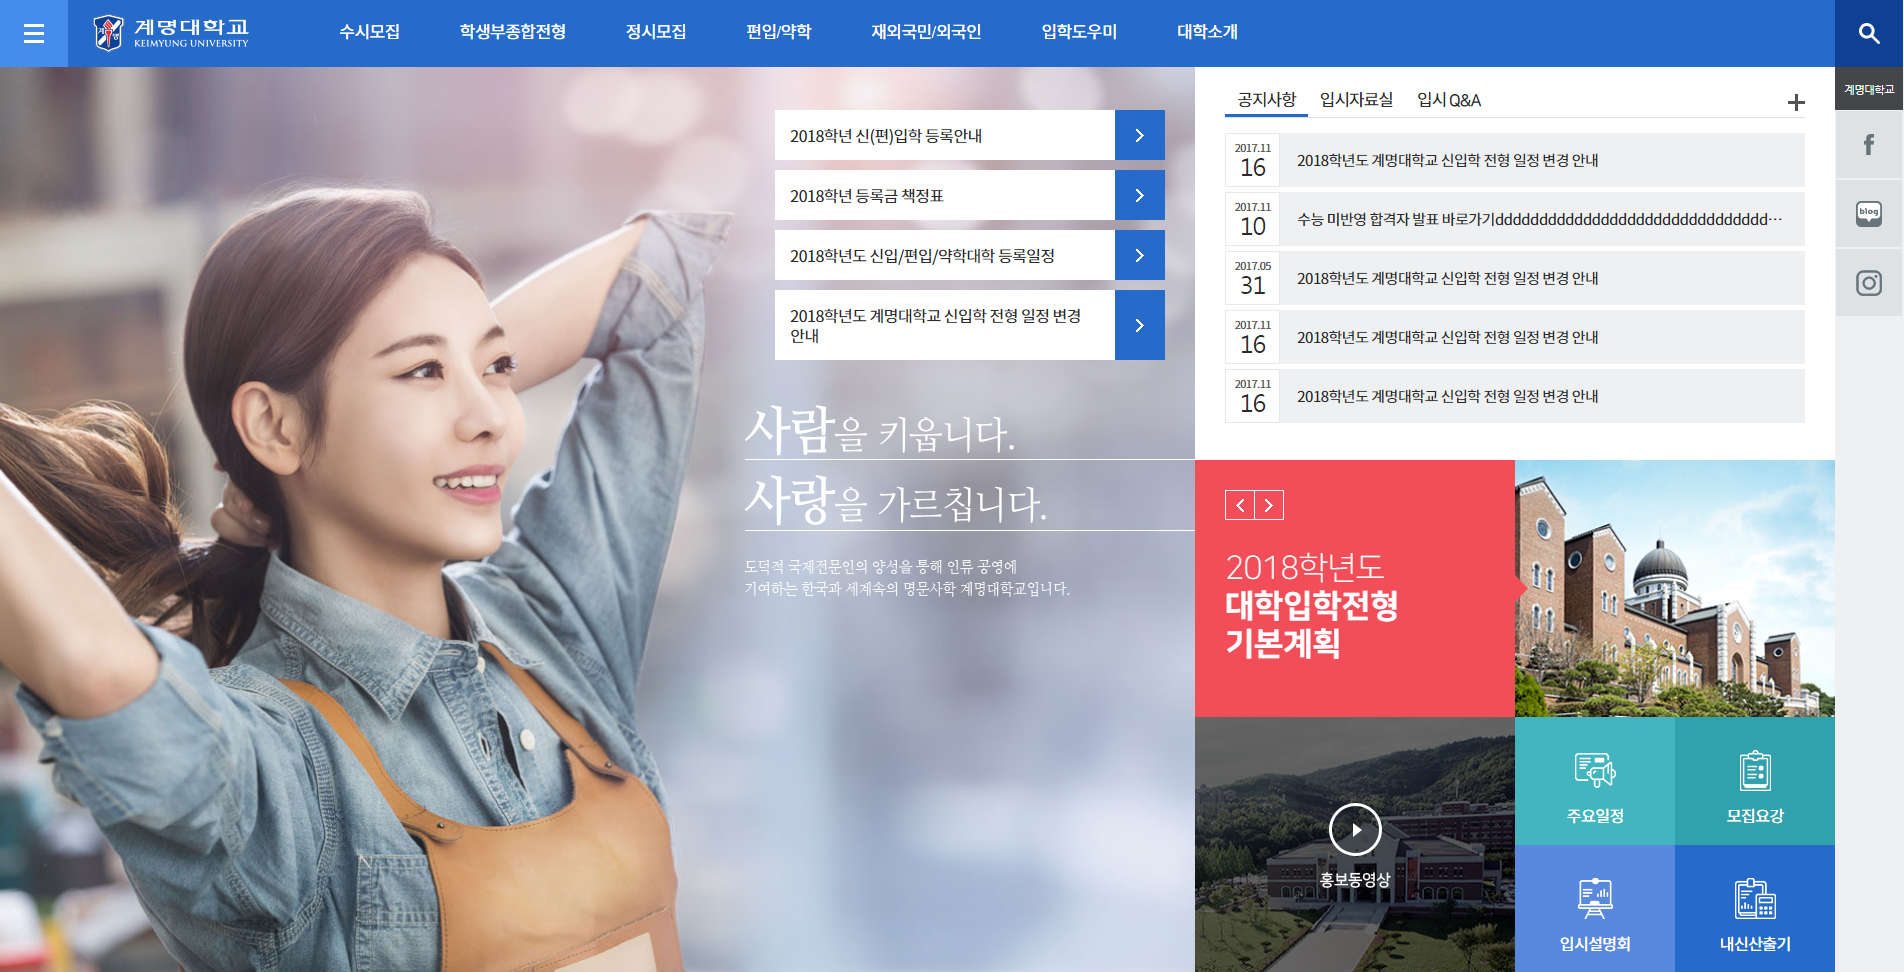 계명대학교
KEIMYUNG UNIVERSITY
수시모집
학생부종합전형
정시모집
편입/약학
재외국민/외국인
입학도우미
대학소개
2018학년 신(편)입학 등록안내
2018학년 등록금 책정표
2018학년도 신입/편입/약학대학 등록일정
2018학년도 계명대학교 신입학 전형 일정 변경
안내
사람을 키웁니다.
사랑을 가르칩니다.
도덕적 국제전문인의 양성을 통해 인류 공영에
기여하는 한국과 세계속의 명문사학 계명대학교입니다.
공지사항 입시자료실 입시 Q&A
2017.11
16
2018학년도 계명대학교 신입학 전형 일정 변경 안내
2017.11
10
수능 미반영 합격자 발표 바로가기ddddddddddddddddddddddddddddddd…
2017.05
31
2018학년도 계명대학교 신입학 전형 일정 변경 안내
2017.11
16
2018학년도 계명대학교 신입학 전형 일정 변경 안내
2017.11
16
2018학년도 계명대학교 신입학 전형 일정 변경 안내
2018학년도
대학입학전형
기본계획
홍보동영상
주요일정
모집요강
입시설명회
내신산출기
계명대학교
blog